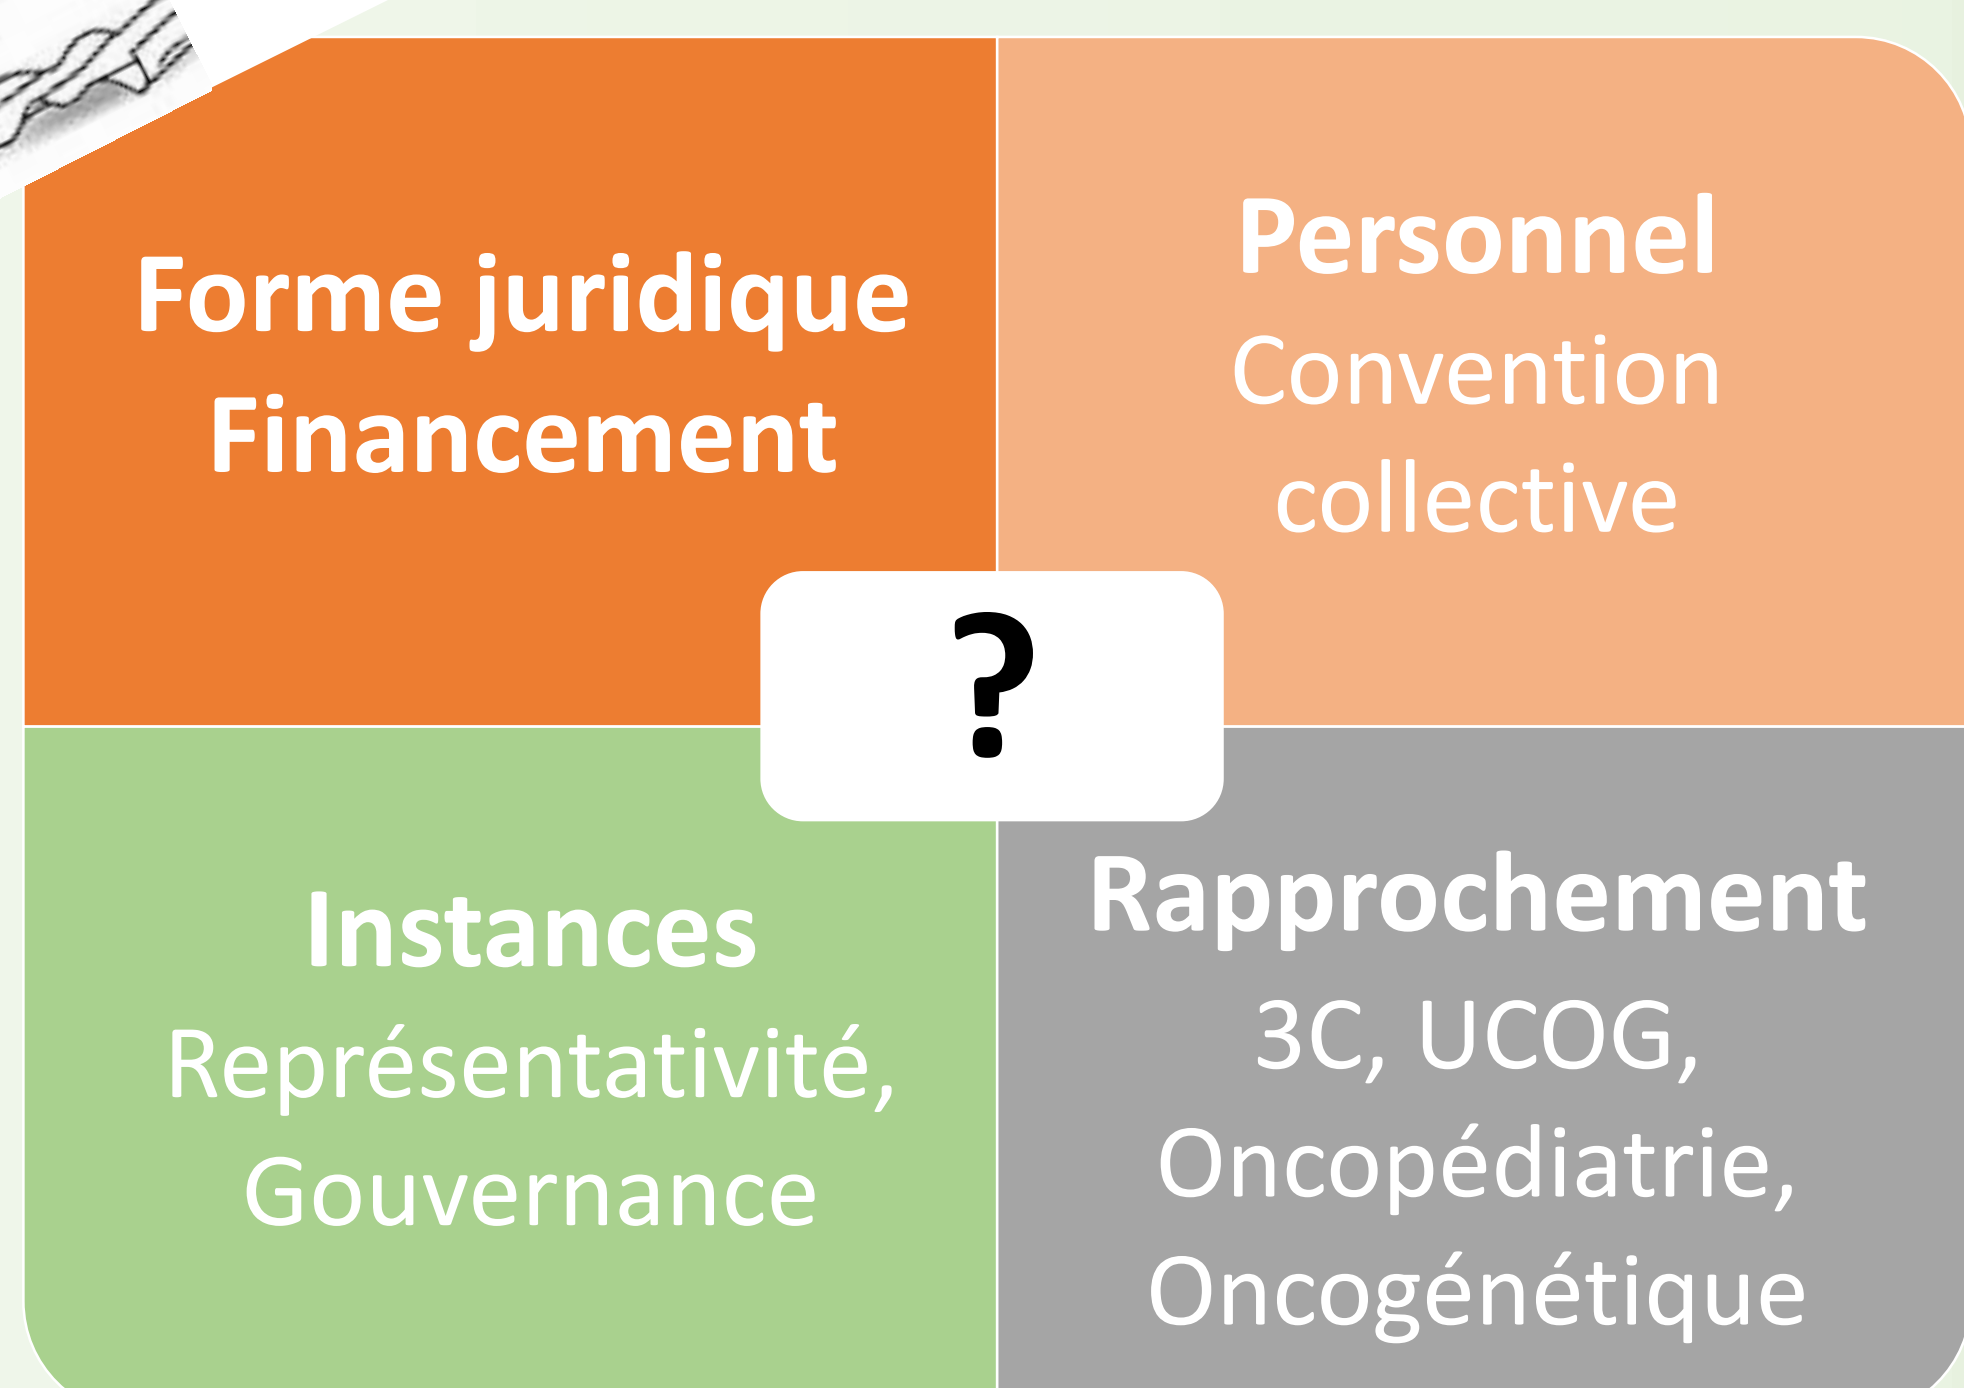 Forme juridique
Financement
Personnel
Convention
collective
?
Instances
Représentativité,
Gouvernance
Rapprochement
3C, UCOG,
Oncopédiatrie,
Oncogénétique